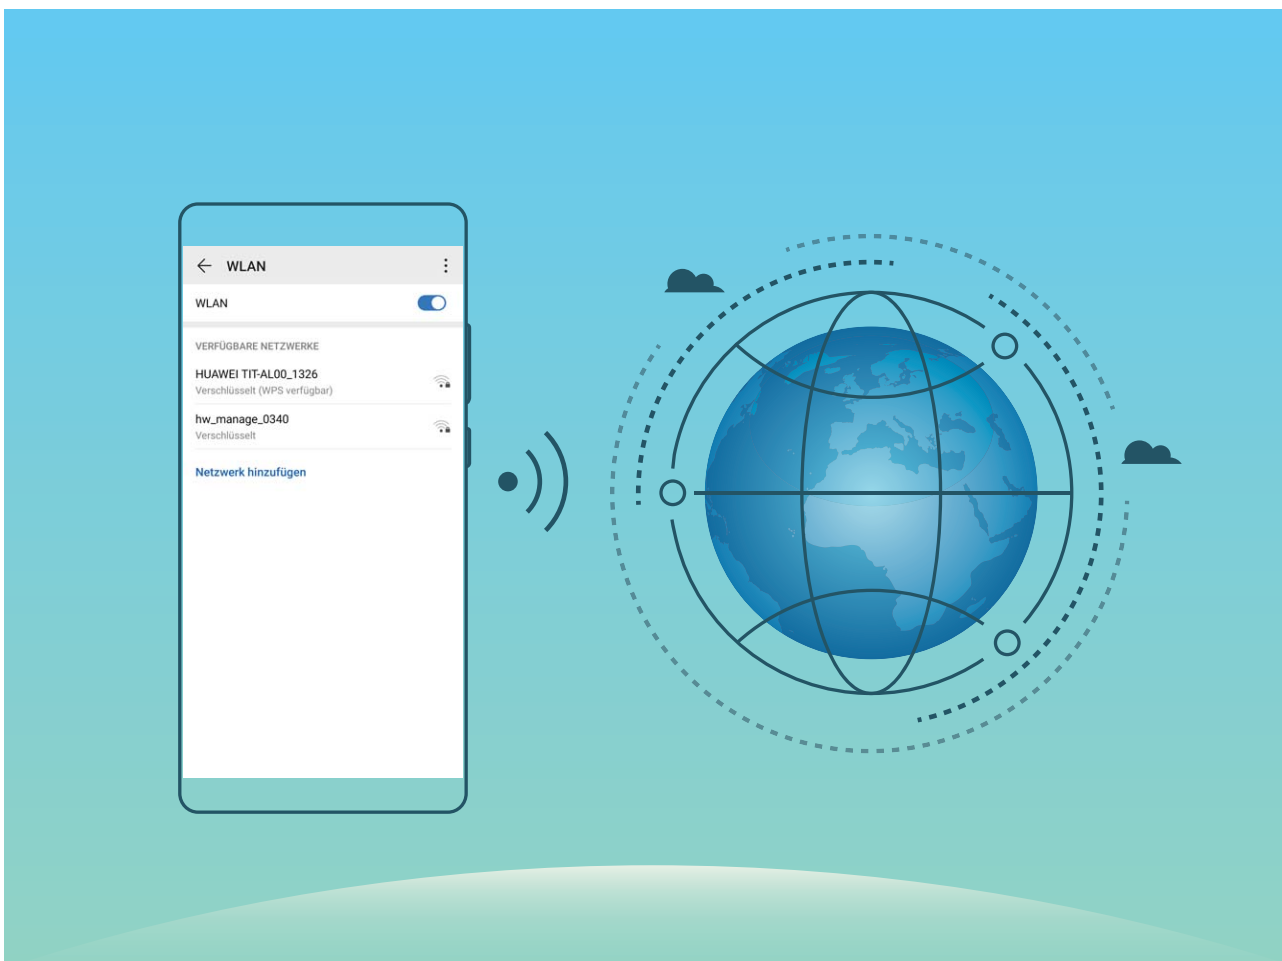 WLAN
WLAN
VERFÜGBARE NETZWERKE
HUAWEI TIT-AL00_1326
Verschlüsselt (WPS verfügbar)
hw_manage_0340
Verschlüsselt
Netzwerk hinzufügen